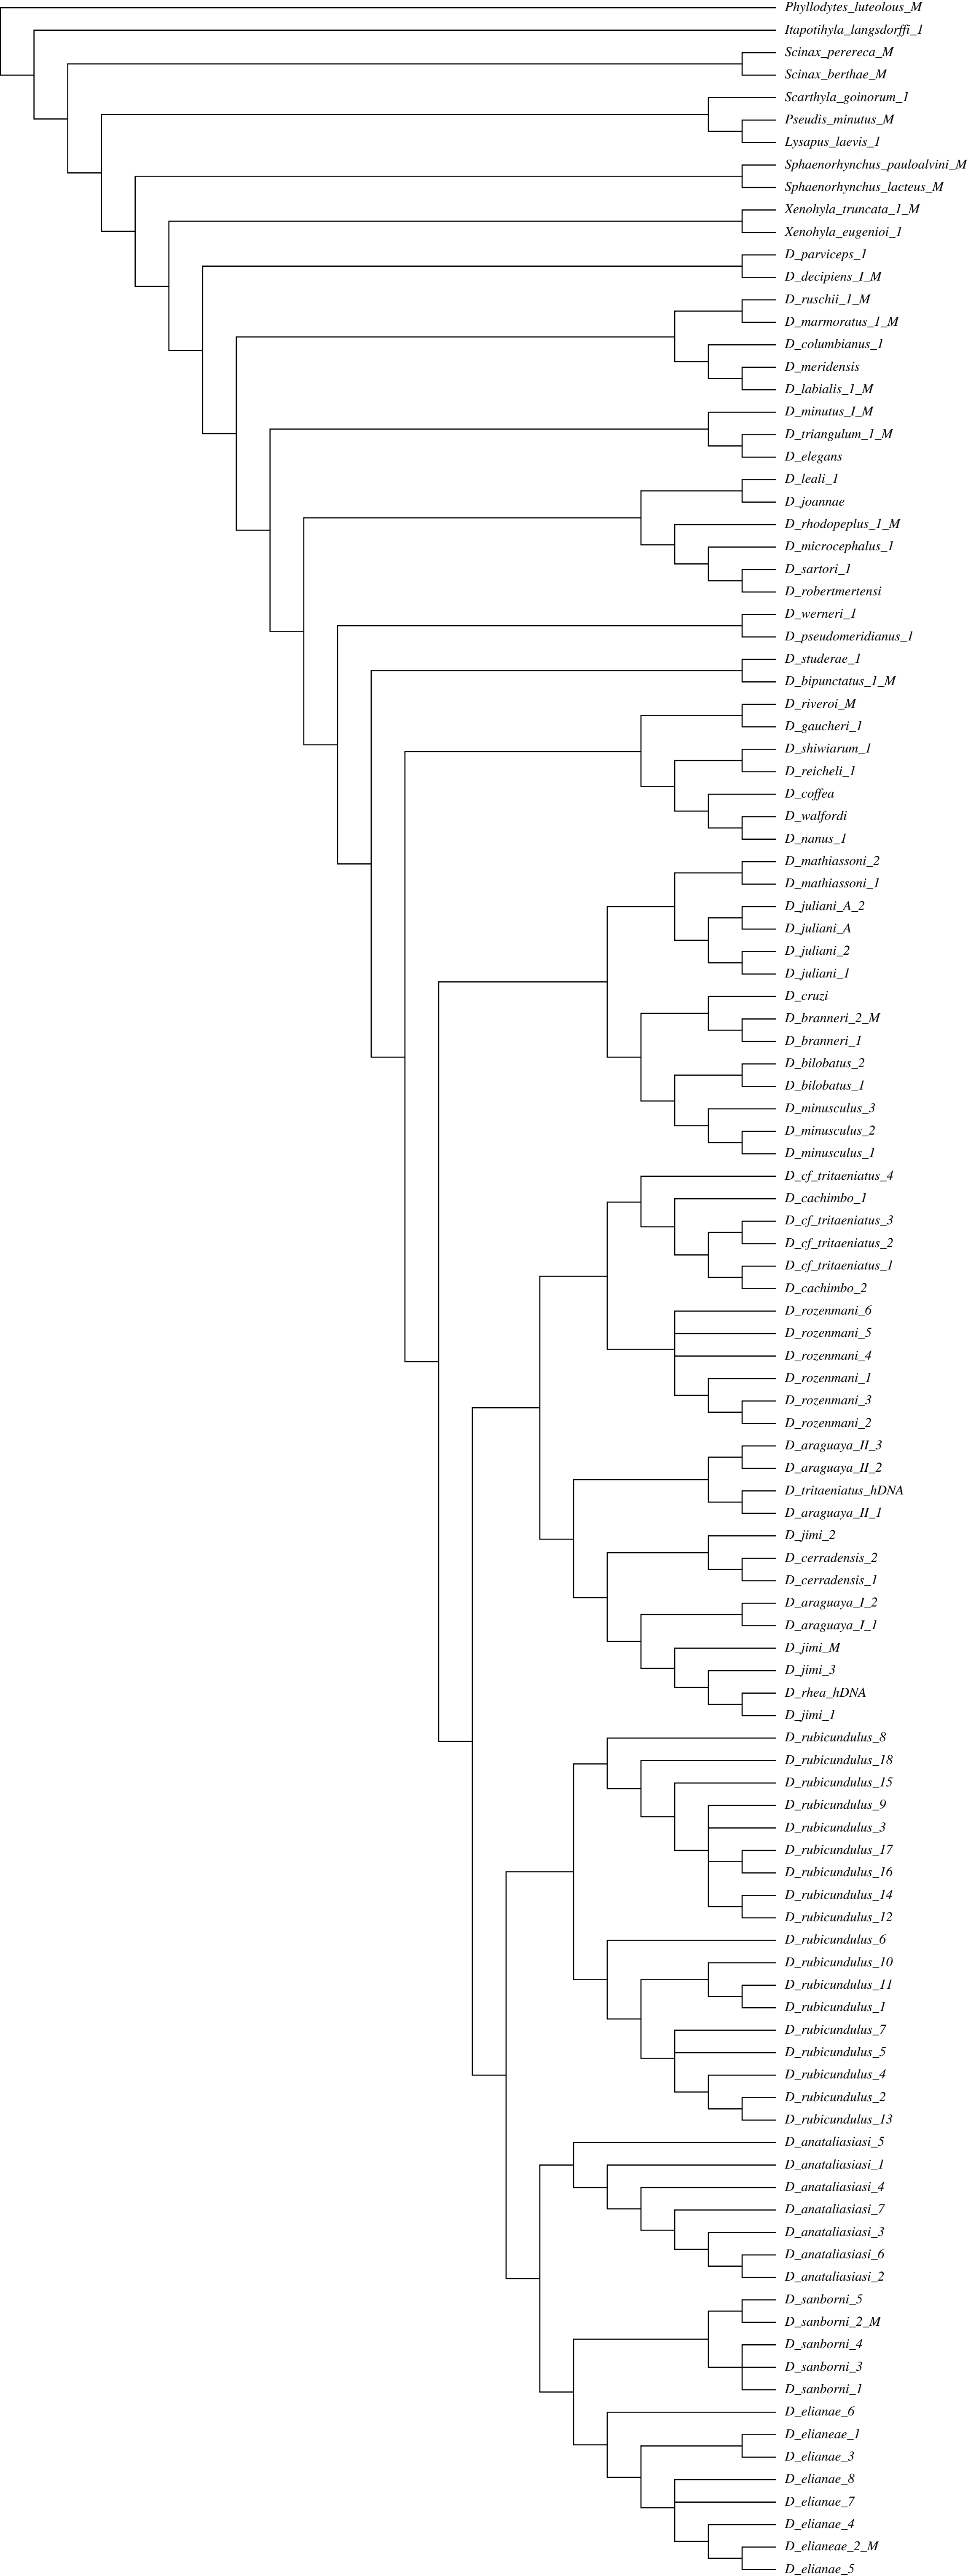 Phyllodytes_luteolous_M
Itapotihyla_langsdorffi_1
Scinax_perereca_M
Scinax_berthae_M
Scarthyla_goinorum_1
Pseudis_minutus_M
Lysapus_laevis_1
Sphaenorhynchus_pauloalvini_M
Sphaenorhynchus_lacteus_M
Xenohyla_truncata_1_M
Xenohyla_eugenioi_1
D_parviceps_1
D_decipiens_I_M
D_ruschii_1_M
D_marmoratus_1_M
D_columbianus_1
D_meridensis
D_labialis_1_M
D_minutus_I_M
D_triangulum_1_M
D_elegans
D_leali_1
D_joannae
D_rhodopeplus_1_M
D_microcephalus_1
D_sartori_1
D_robertmertensi
D_werneri_1
D_pseudomeridianus_1
D_studerae_1
D_bipunctatus_1_M
D_riveroi_M
D_gaucheri_1
D_shiwiarum_1
D_reicheli_1
D_coffea
D_walfordi
D_nanus_1
D_mathiassoni_2
D_mathiassoni_1
D_juliani_A_2
D_juliani_A
D_juliani_2
D_juliani_1
D_cruzi
D_branneri_2_M
D_branneri_1
D_bilobatus_2
D_bilobatus_1
D_minusculus_3
D_minusculus_2
D_minusculus_1
D_cf_tritaeniatus_4
D_cachimbo_1
D_cf_tritaeniatus_3
D_cf_tritaeniatus_2
D_cf_tritaeniatus_1
D_cachimbo_2
D_rozenmani_6
D_rozenmani_5
D_rozenmani_4
D_rozenmani_1
D_rozenmani_3
D_rozenmani_2
D_araguaya_II_3
D_araguaya_II_2
D_tritaeniatus_hDNA
D_araguaya_II_1
D_jimi_2
D_cerradensis_2
D_cerradensis_1
D_araguaya_I_2
D_araguaya_I_1
D_jimi_M
D_jimi_3
D_rhea_hDNA
D_jimi_1
D_rubicundulus_8
D_rubicundulus_18
D_rubicundulus_15
D_rubicundulus_9
D_rubicundulus_3
D_rubicundulus_17
D_rubicundulus_16
D_rubicundulus_14
D_rubicundulus_12
D_rubicundulus_6
D_rubicundulus_10
D_rubicundulus_11
D_rubicundulus_1
D_rubicundulus_7
D_rubicundulus_5
D_rubicundulus_4
D_rubicundulus_2
D_rubicundulus_13
D_anataliasiasi_5
D_anataliasiasi_1
D_anataliasiasi_4
D_anataliasiasi_7
D_anataliasiasi_3
D_anataliasiasi_6
D_anataliasiasi_2
D_sanborni_5
D_sanborni_2_M
D_sanborni_4
D_sanborni_3
D_sanborni_1
D_elianae_6
D_elianeae_1
D_elianae_3
D_elianae_8
D_elianae_7
D_elianae_4
D_elianeae_2_M
D_elianae_5